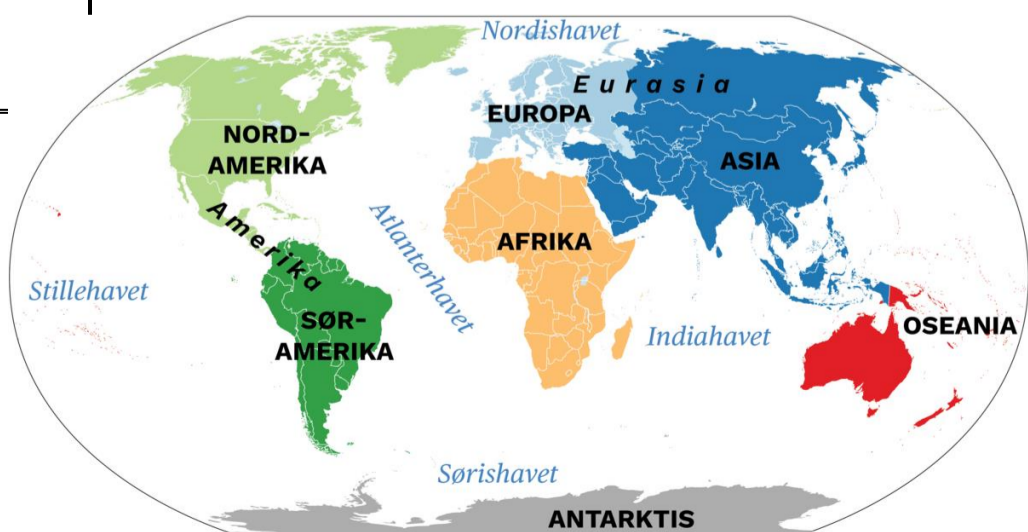 Nordishavet
Eurasia
EUROPA
NORD-
AMERIKA
ASIA
Amerika
Atlanterhavet
AFRIKA
Stillehavet
SØR-
AMERIKA
Indiahavet
OSEANIA
Sørishavet
ANTARKTIS